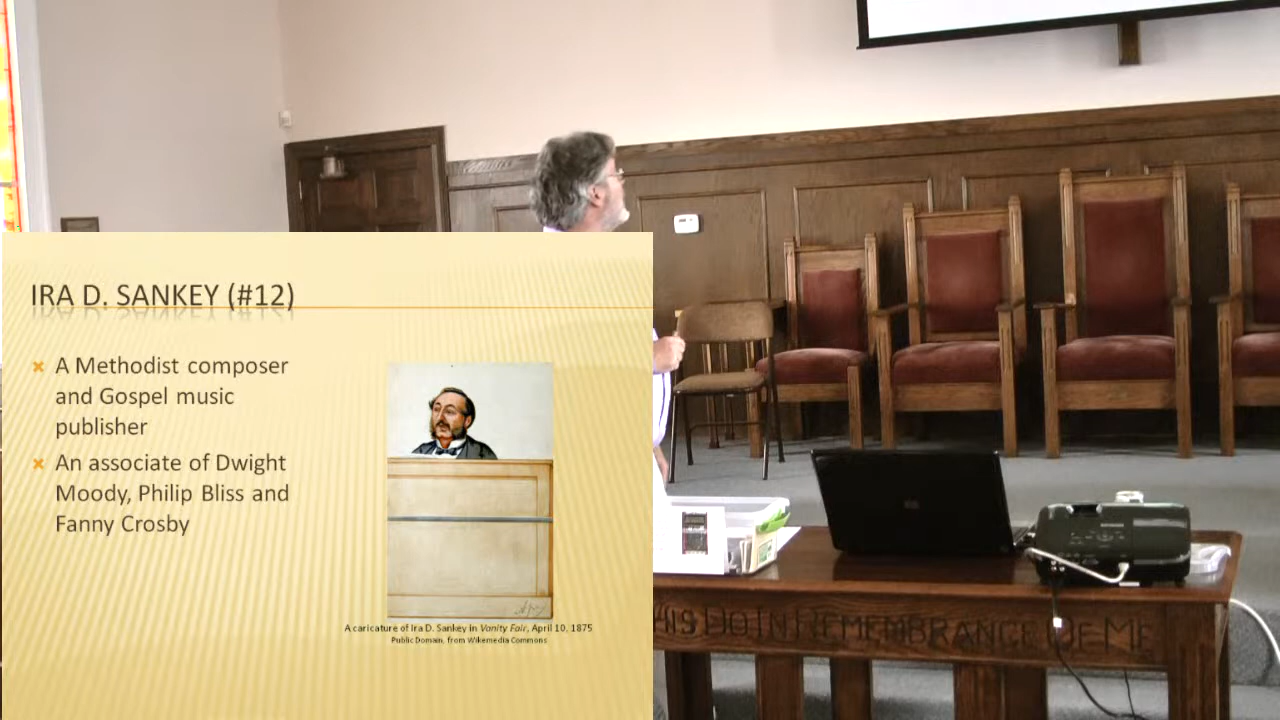 IRA D. SANKEY (#12)
A Methodist composer
and Gospel music
publisher
An associate of Dwight
Moody, Philip Bliss and
Fanny Crosby
A caricature of Ira D. Sankey in Vanity Fair, April 10, 1875
Public Domain, from Wikemedia Commons
HIS DO IN REMEMBRANCE OF ME